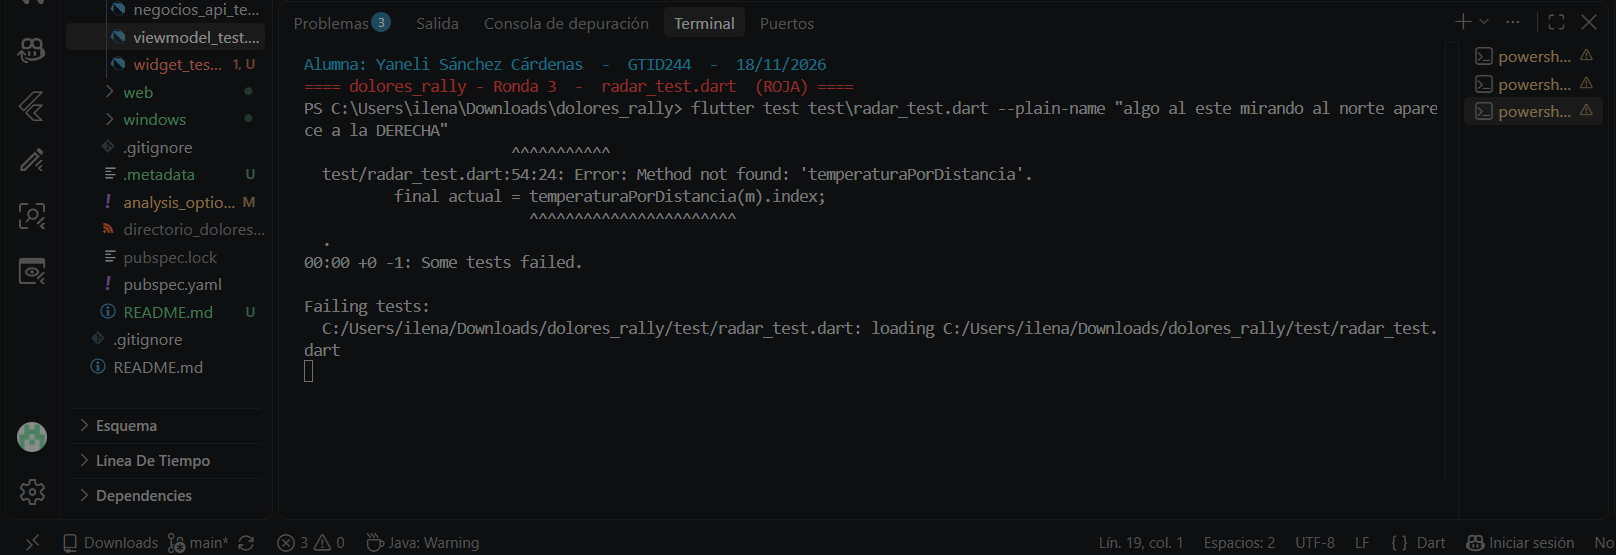 negocios_api_te...
viewmodel_test....
widget_tes... 1, U
web
windows
.gitignore
.metadata U
analysis_optio... M
directorio_dolores...
pubspec.lock
pubspec.yaml
README.md U
.gitignore
README.md
Esquema
Línea De Tiempo
Dependencies
Problemas 3 Salida Consola de depuración Terminal Puertos
Alumna: Yaneli Sánchez Cárdenas - GTID244 - 18/11/2026
==== dolores_rally - Ronda 3 - radar_test.dart (ROJA) ====
PS C:\Users\ilena\Downloads\dolores_rally> flutter test test\radar_test.dart --plain-name "algo al este mirando al norte apare
ce a la DERECHA"
^^^^^^^^^^^
test/radar_test.dart:54:24: Error: Method not found: 'temperaturaPorDistancia'.
final actual = temperaturaPorDistancia(m).index;
^^^^^^^^^^^^^^^^^^^^^^^
.
00:00 +0 -1: Some tests failed.
Failing tests:
C:/Users/ilena/Downloads/dolores_rally/test/radar_test.dart: loading C:/Users/ilena/Downloads/dolores_rally/test/radar_test.
dart
powersh...
powersh...
powersh...
Downloads main* 3 0 Java: Warning Lín. 19, col. 1 Espacios: 2 UTF-8 LF {} Dart Iniciar sesión No